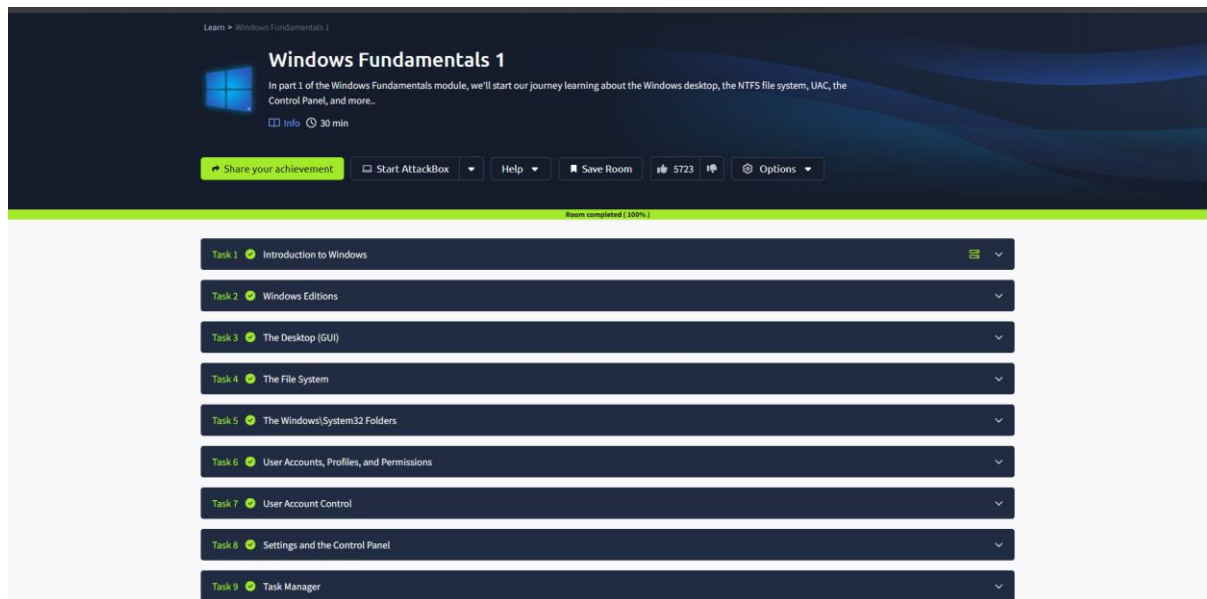 Learn > Windows Fundamentals 1
Windows Fundamentals 1
In part 1 of the Windows Fundamentals module, we'll start our journey learning about the Windows desktop, the NTFS file system, UAC, the
Control Panel, and more..
Info 30 min
Share your achievement Start AttackBox Help Save Room 5723 Options
Room completed ( 100% )
Task 1 Introduction to Windows
Task 2 Windows Editions
Task 3 The Desktop (GUI)
Task 4 The File System
Task 5 The Windows\System32 Folders
Task 6 User Accounts, Profiles, and Permissions
Task 7 User Account Control
Task 8 Settings and the Control Panel
Task 9 Task Manager